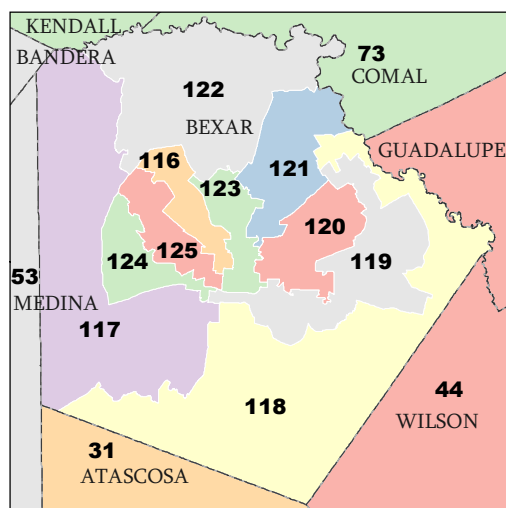 KENDALL
BANDERA
73
COMAL
122
BEXAR
GUADALUPE
116
121
123
120
125
124
119
53
MEDINA
117
118
44
WILSON
31
ATASCOSA